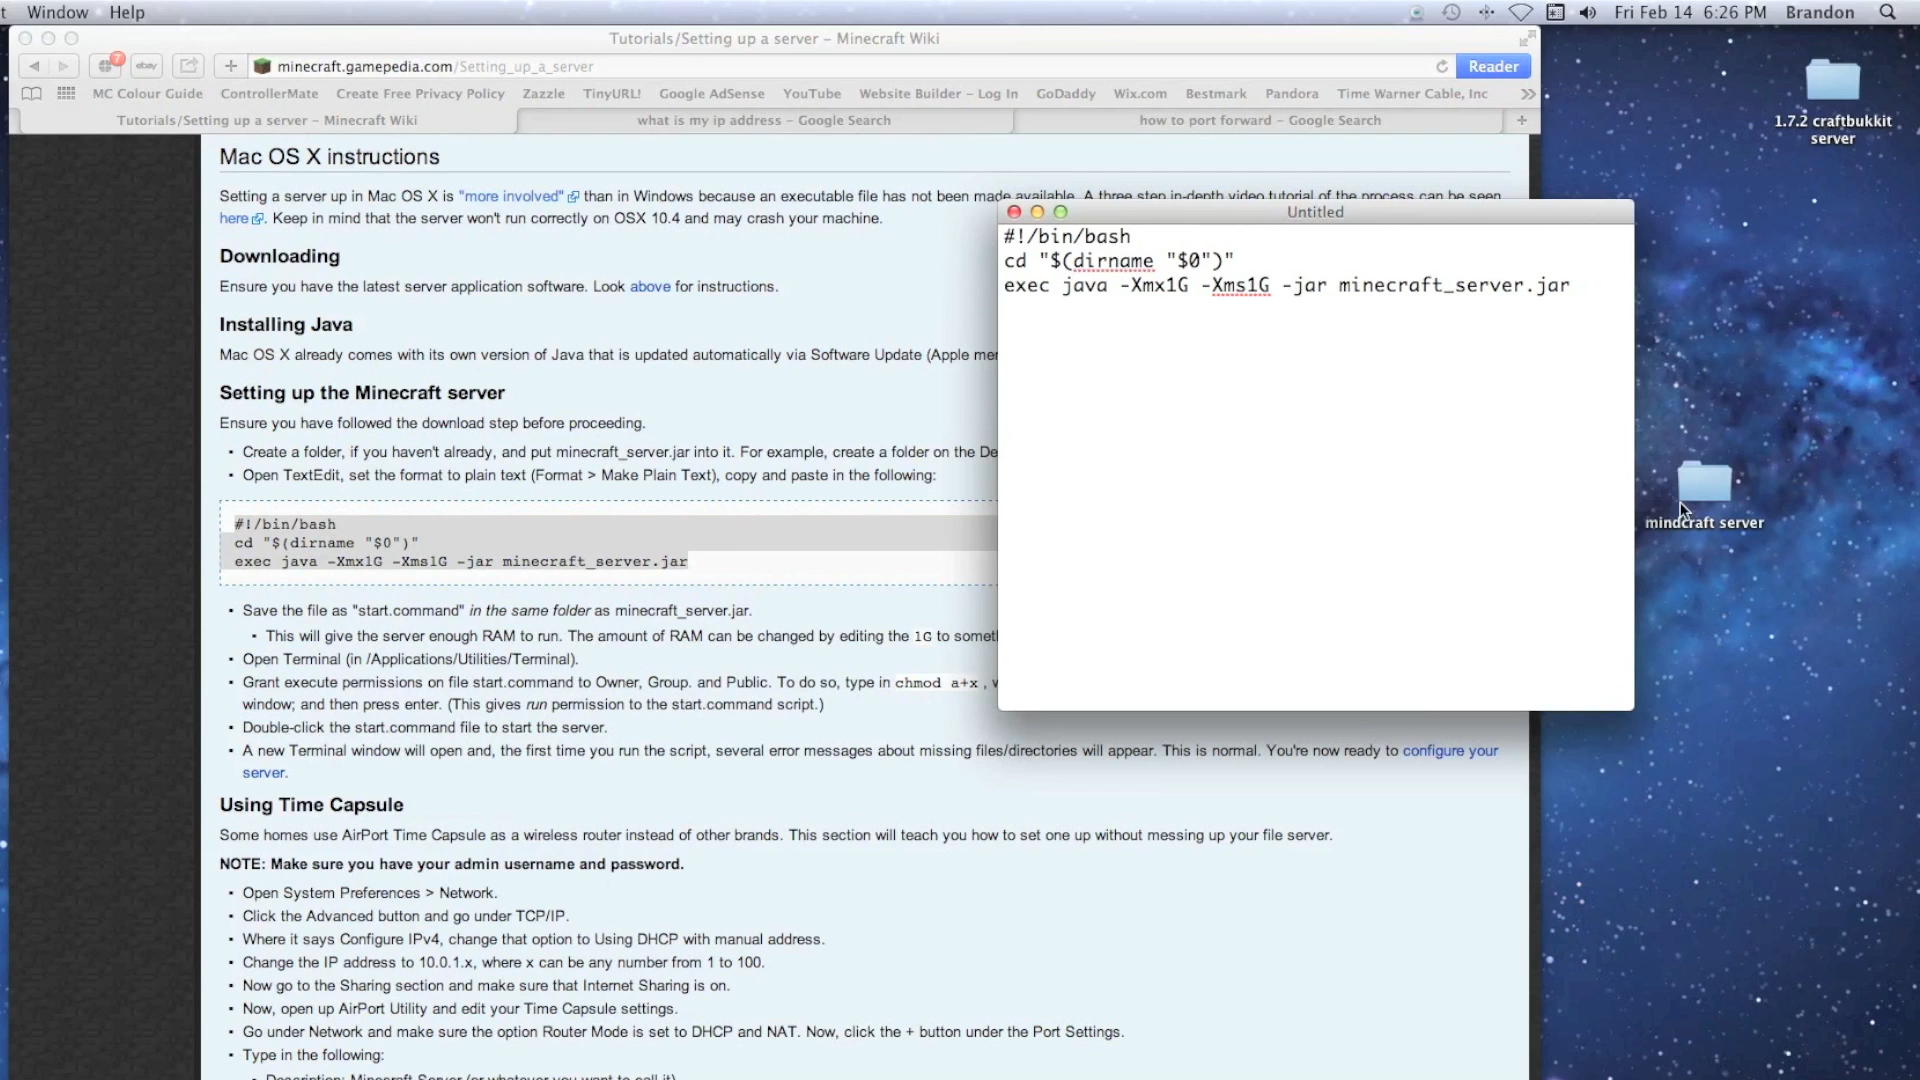 t Window Help
Fri Feb 14 6:26 PM Brandon
Tutorials/Setting up a server – Minecraft Wiki
7
ebay
minecraft.gamepedia.com/Setting_up_a_server
Reader
MC Colour Guide ControllerMate Create Free Privacy Policy Zazzle TinyURL! Google AdSense YouTube Website Builder – Log In GoDaddy Wix.com Bestmark Pandora Time Warner Cable, Inc
Tutorials/Setting up a server – Minecraft Wiki
what is my ip address – Google Search
how to port forward – Google Search
1.7.2 craftbukkit
server
Mac OS X instructions
Setting a server up in Mac OS X is "more involved" than in Windows because an executable file has not been made available. A three step in-depth video tutorial of the process can be seen
here. Keep in mind that the server won't run correctly on OSX 10.4 and may crash your machine.
Downloading
Ensure you have the latest server application software. Look above for instructions.
Installing Java
Mac OS X already comes with its own version of Java that is updated automatically via Software Update (Apple
Setting up the Minecraft server
Ensure you have followed the download step before proceeding.
Create a folder, if you haven't already, and put minecraft_server.jar into it. For example, create a folder on the
Open TextEdit, set the format to plain text (Format > Make Plain Text), copy and paste in the following:
#!/bin/bash
cd "$(dirname "$0")"
exec java -Xmx1G -Xms1G -jar minecraft_server.jar
Save the file as "start.command" in the same folder as minecraft_server.jar.
This will give the server enough RAM to run. The amount of RAM can be changed by editing the 1G to
Open Terminal (in /Applications/Utilities/Terminal).
Grant execute permissions on file start.command to Owner, Group. and Public. To do so, type in chmod a+x ,
window; and then press enter. (This gives run permission to the start.command script.)
Double-click the start.command file to start the server.
A new Terminal window will open and, the first time you run the script, several error messages about missing files/directories will appear. This is normal. You're now ready to configure your
server.
Using Time Capsule
Some homes use AirPort Time Capsule as a wireless router instead of other brands. This section will teach you how to set one up without messing up your file server.
NOTE: Make sure you have your admin username and password.
Open System Preferences > Network.
Click the Advanced button and go under TCP/IP.
Where it says Configure IPv4, change that option to Using DHCP with manual address.
Change the IP address to 10.0.1.x, where x can be any number from 1 to 100.
Now go to the Sharing section and make sure that Internet Sharing is on.
Now, open up AirPort Utility and edit your Time Capsule settings.
Go under Network and make sure the option Router Mode is set to DHCP and NAT. Now, click the + button under the Port Settings.
Type in the following:
Description: Minecraft Server (or whatever you want to call it)
Untitled
#!/bin/bash
cd "$(dirname "$0")"
exec java -Xmx1G -Xms1G -jar minecraft_server.jar
mindcraft server